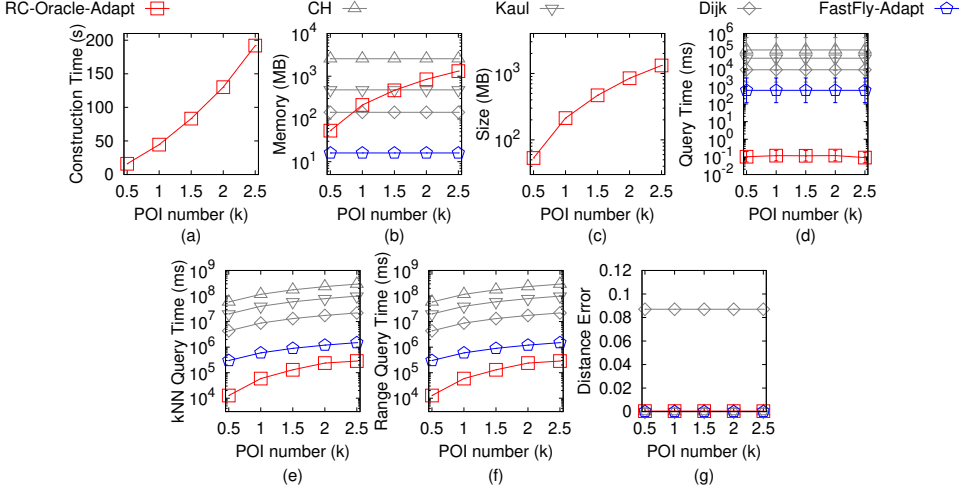 RC-Oracle-Adapt CH Kaul Dijk FastFly-Adapt
Construction Time (s)
200
150
100
50
0
0.5 1 1.5 2 2.5
POI number (k)
(a)
Memory (MB)
10^4
10^3
10^2
10^1
0.5 1 1.5 2 2.5
POI number (k)
(b)
Size (MB)
10^3
10^2
0.5 1 1.5 2 2.5
POI number (k)
(c)
Query Time (ms)
10^6
10^5
10^4
10^3
10^2
10^1
10^0
10^-1
10^-2
0.5 1 1.5 2 2.5
POI number (k)
(d)
kNN Query Time (ms)
10^9
10^8
10^7
10^6
10^5
10^4
0.5 1 1.5 2 2.5
POI number (k)
(e)
Range Query Time (ms)
10^9
10^8
10^7
10^6
10^5
10^4
0.5 1 1.5 2 2.5
POI number (k)
(f)
Distance Error
0.12
0.1
0.08
0.06
0.04
0.02
0
0.5 1 1.5 2 2.5
POI number (k)
(g)